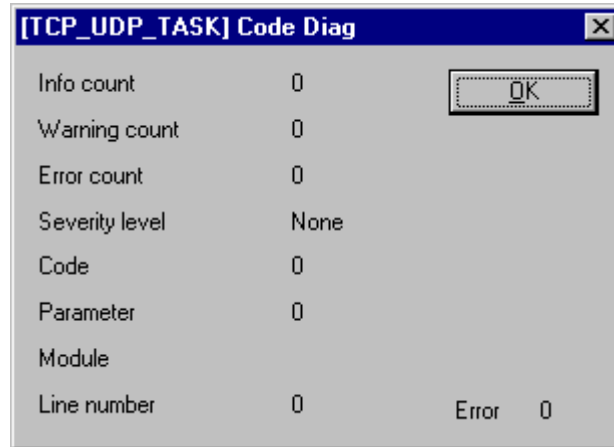 [TCP_UDP_TASK] Code Diag
Info count 0
OK
Warning count 0
Error count 0
Severity level None
Code 0
Parameter 0
Module
Line number 0
Error 0